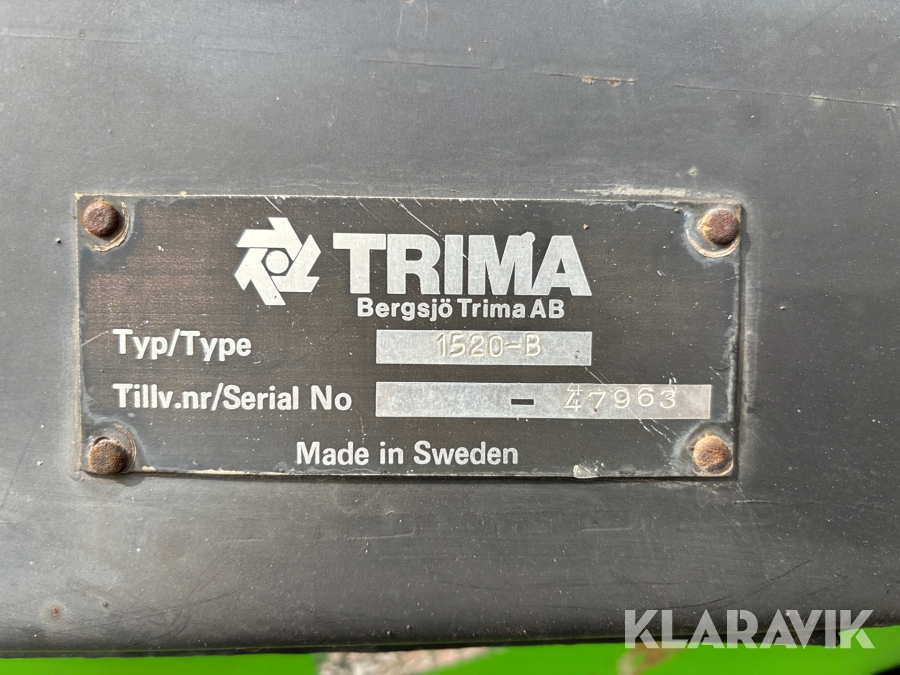 TRIMA
Bergsjö Trima AB
Typ/Type 1520-B
Tillv.nr/Serial No - 47963
Made in Sweden
KLARAVIK